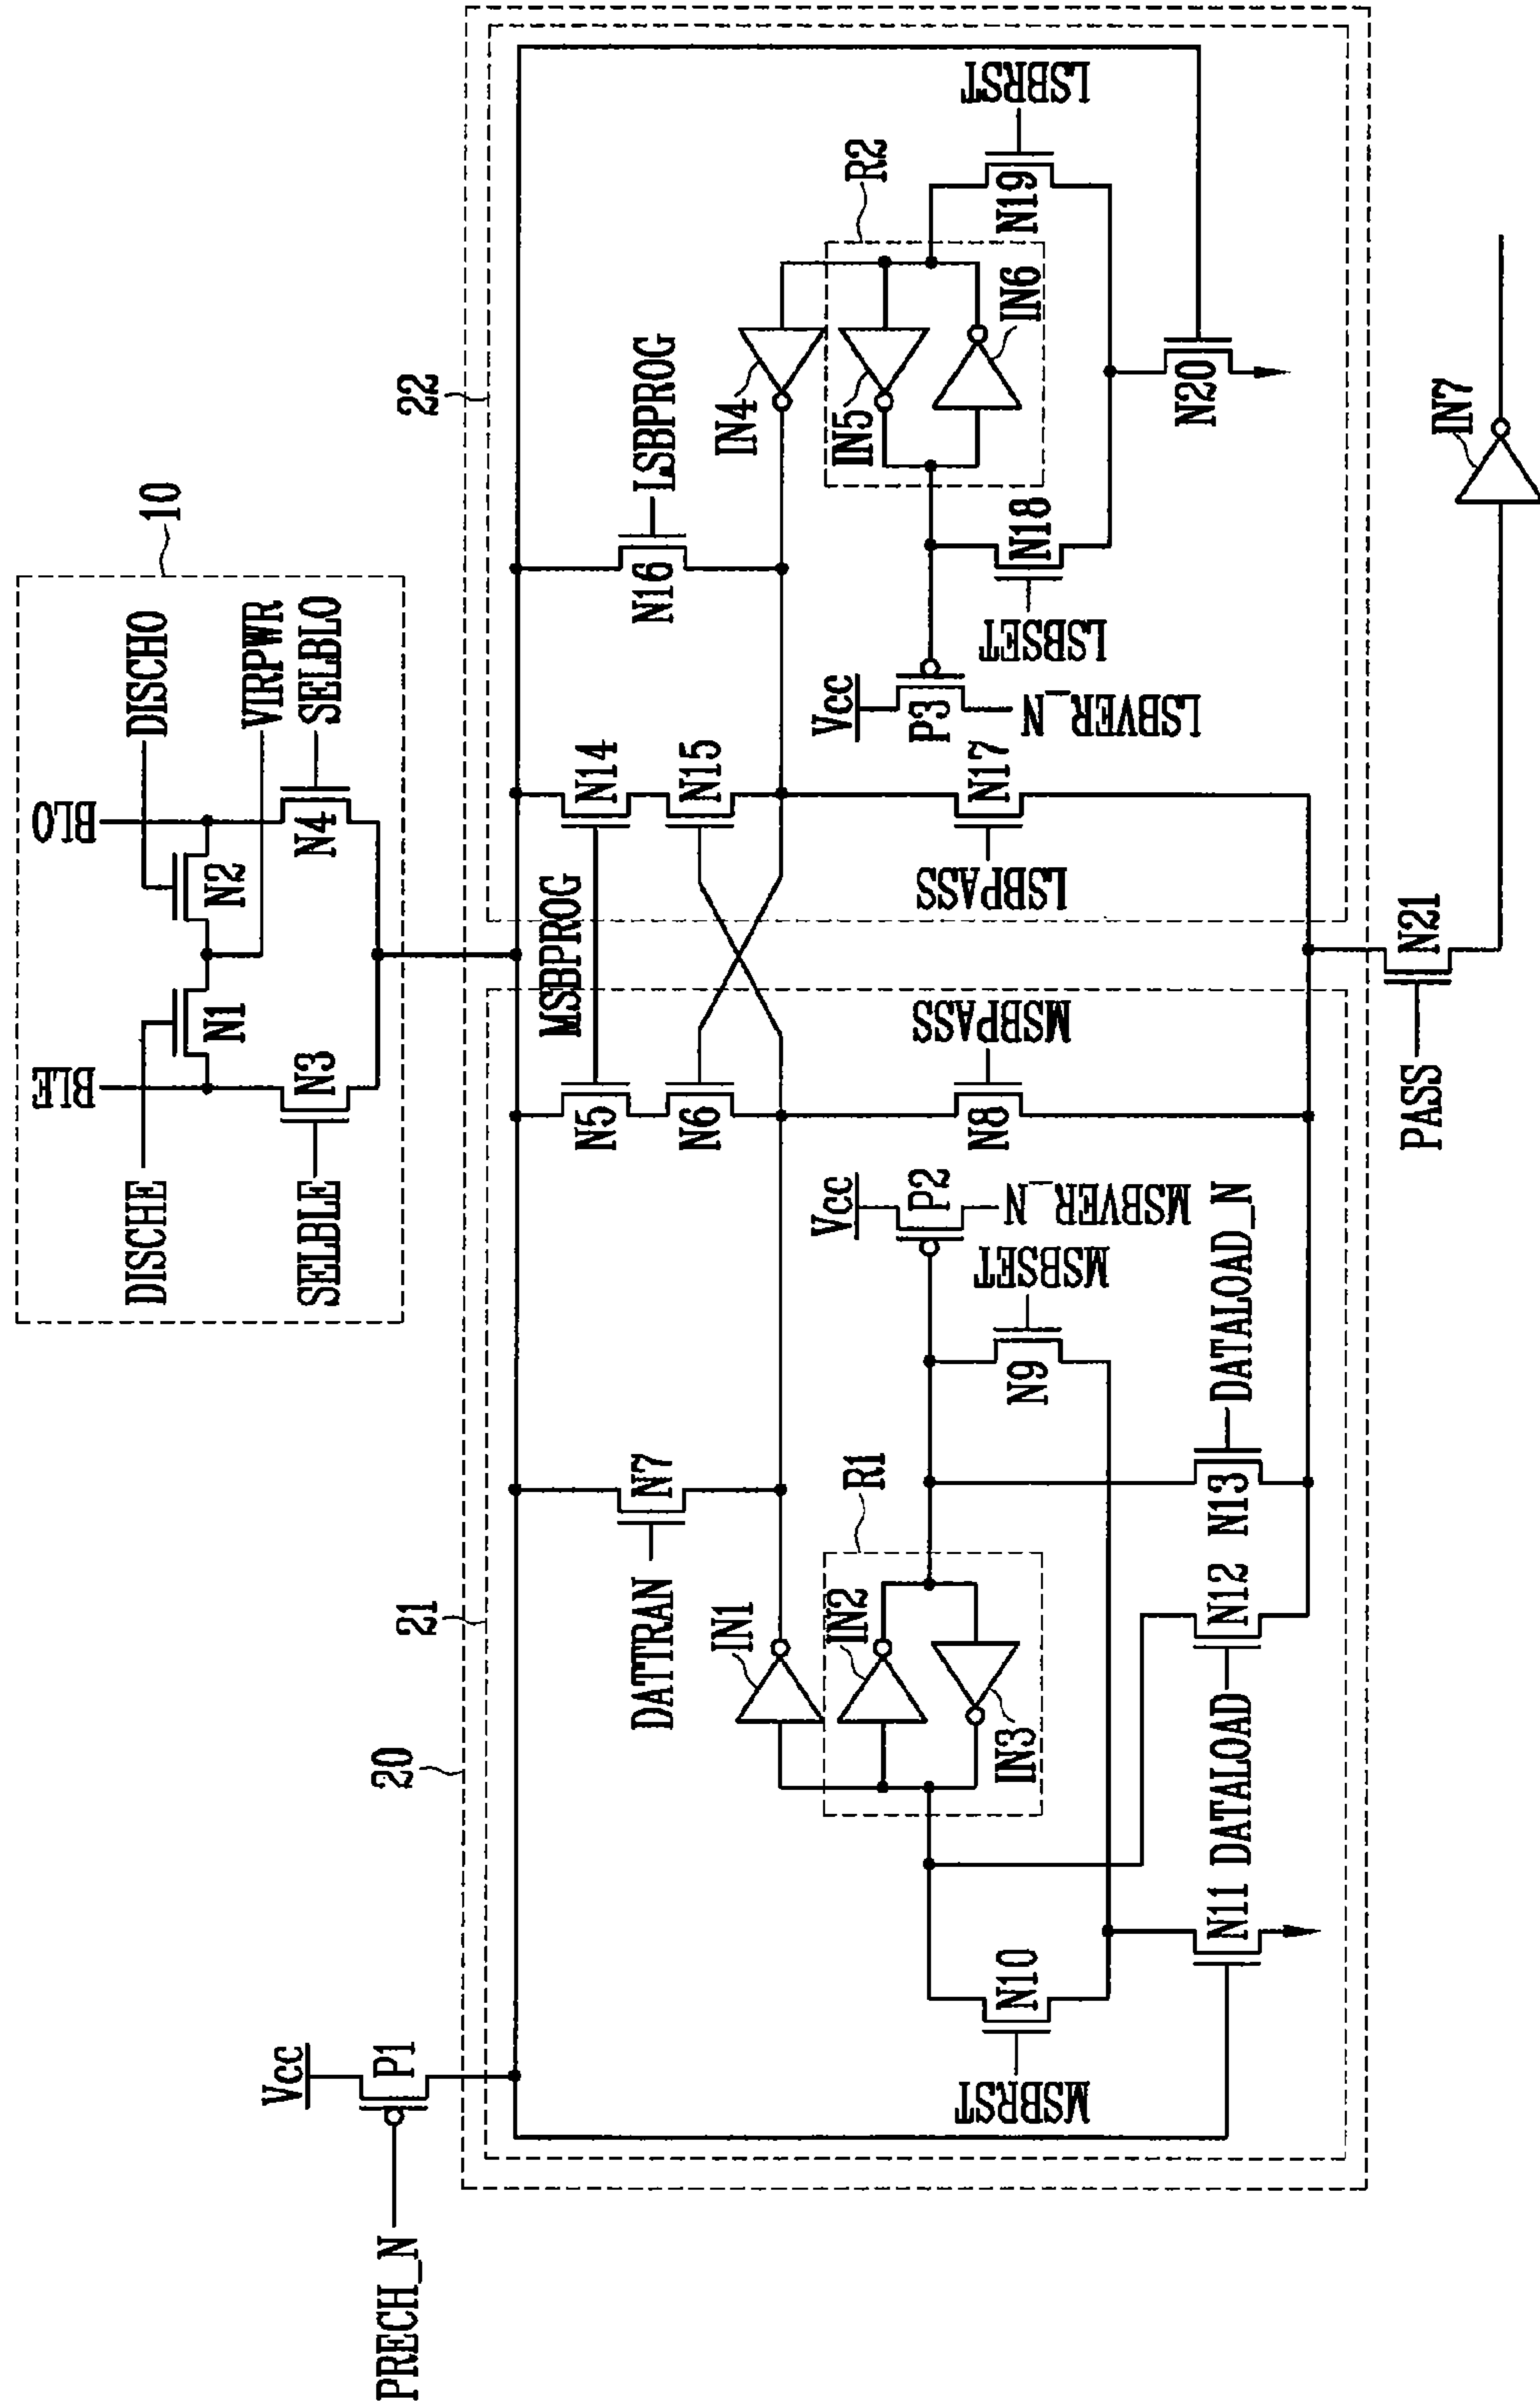 10
BLE
BLO
DISCHE
DISCHO
N1
N2
VIRPWR
SELBLE
N3
N4
SELBLO
Vcc
PRECH_N
P1
20
21
22
MSBPROG
N5
N14
DATTRAN
N7
N16
LSBPROG
N6
N15
IN1
IN4
R1
R2
IN2
IN3
IN5
IN6
Vcc
P2
MSBVER_N
Vcc
P3
LSBVER_N
N8
MSBPASS
N17
LSBPASS
MSBRST
N10
N9
MSBSET
LSBSET
N18
N19
LSBRST
N11
DATALOAD
N12
N13
DATALOAD_N
N20
PASS
N21
IN7